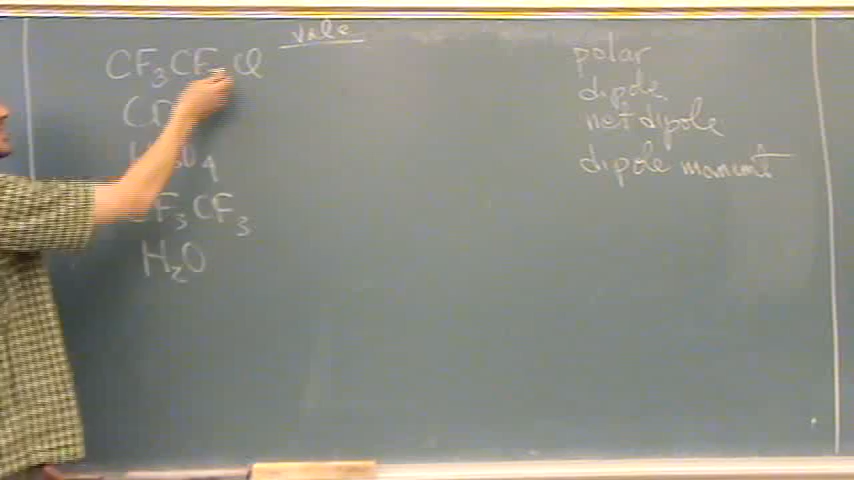 vale
CF3CF2Cl
CF3CF3
H2O
polar
dipole
net dipole
dipole moment